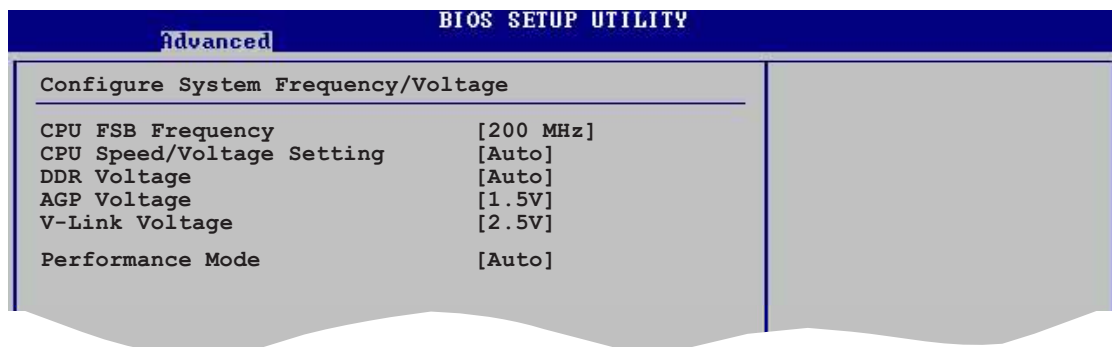 BIOS SETUP UTILITY
Advanced
Configure System Frequency/Voltage
CPU FSB Frequency [200 MHz]
CPU Speed/Voltage Setting [Auto]
DDR Voltage [Auto]
AGP Voltage [1.5V]
V-Link Voltage [2.5V]
Performance Mode [Auto]